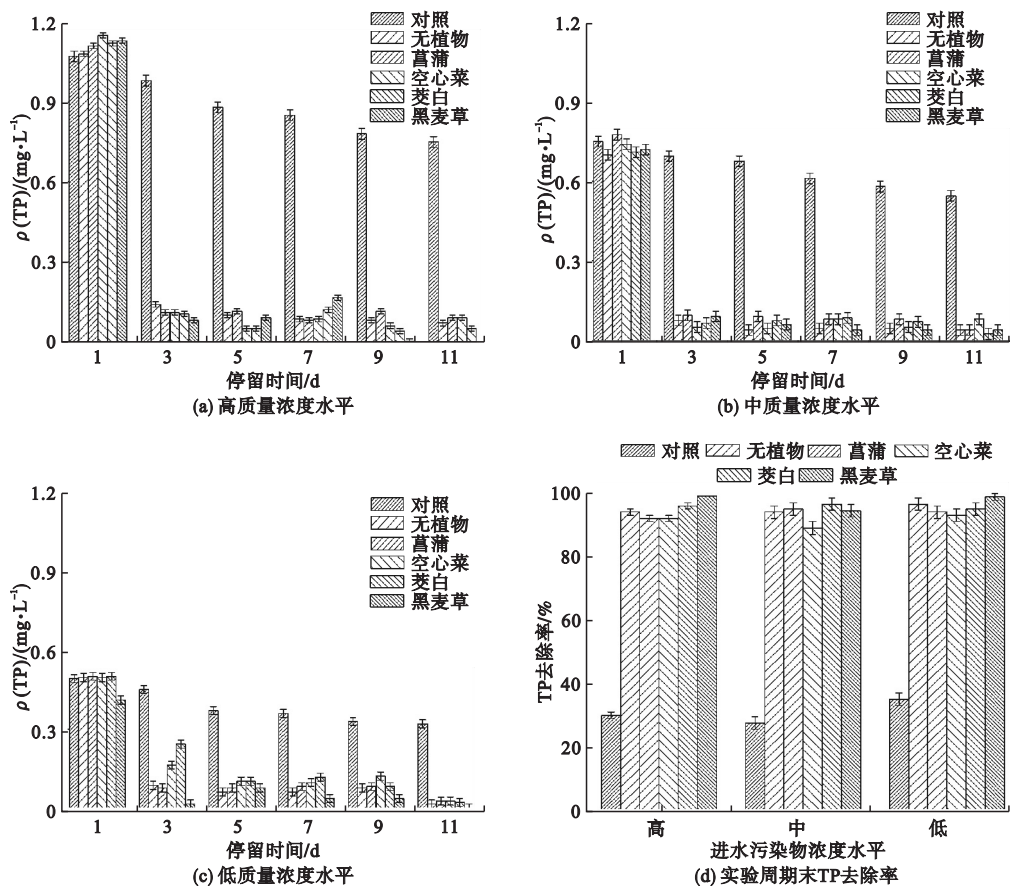 1.2
0.9
0.6
0.3
0
ρ(TP)/(mg•L⁻¹)
对照
无植物
菖蒲
空心菜
茭白
黑麦草
1 3 5 7 9 11
停留时间/d
(a) 高质量浓度水平
1.2
0.9
0.6
0.3
0
ρ(TP)/(mg•L⁻¹)
对照
无植物
菖蒲
空心菜
茭白
黑麦草
1 3 5 7 9 11
停留时间/d
(b) 中质量浓度水平
1.2
0.9
0.6
0.3
0
ρ(TP)/(mg•L⁻¹)
对照
无植物
菖蒲
空心菜
茭白
黑麦草
1 3 5 7 9 11
停留时间/d
(c) 低质量浓度水平
对照 无植物 菖蒲 空心菜
茭白 黑麦草
100
80
60
40
20
0
TP去除率/%
高 中 低
进水污染物浓度水平
(d) 实验周期末TP去除率